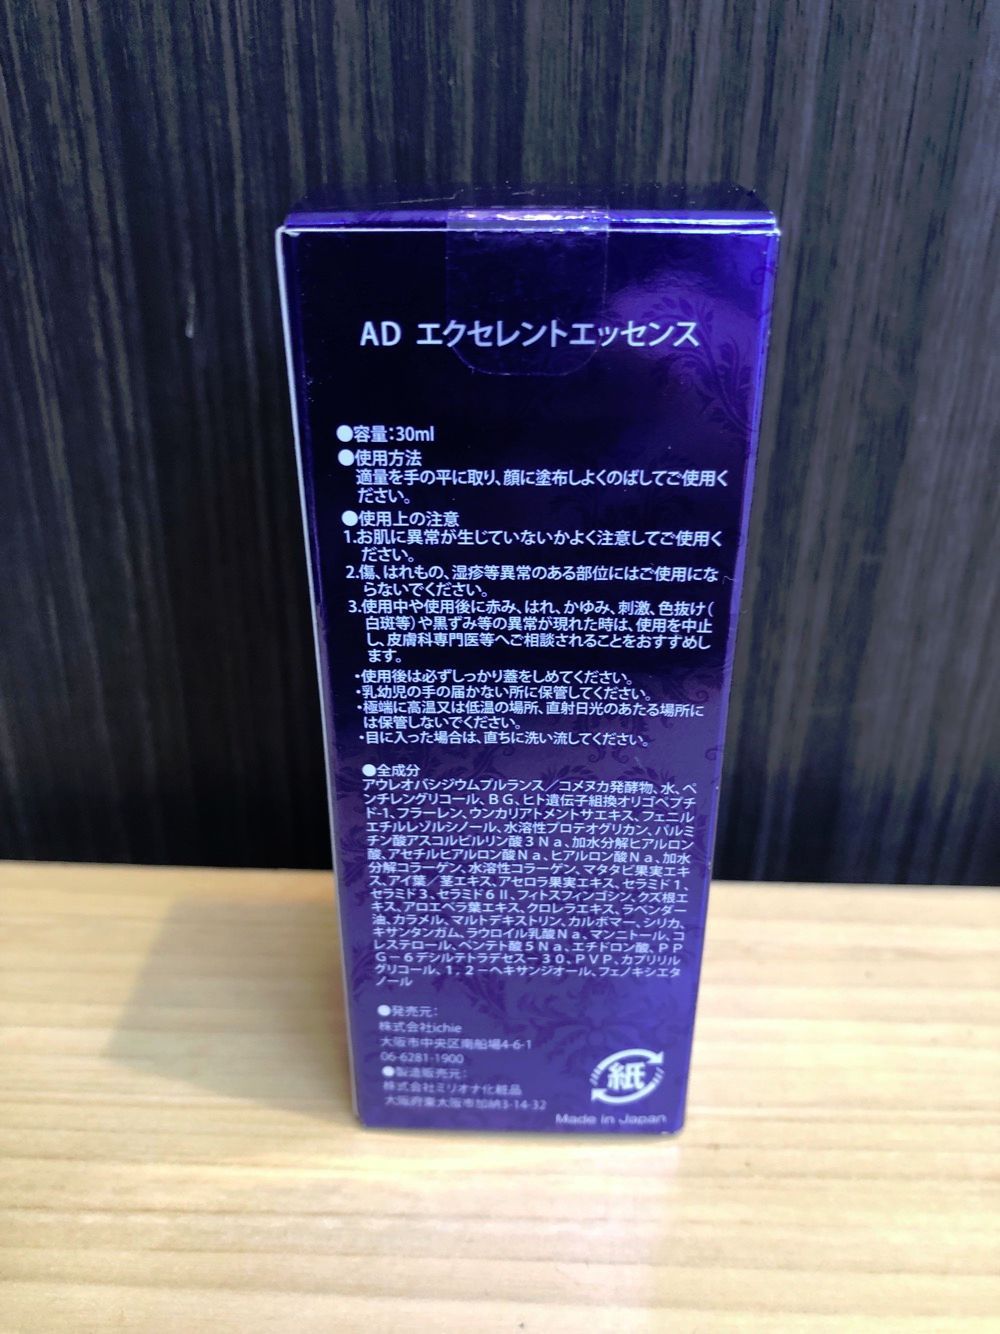 AD エクセレントエッセンス
●容量:30ml
●使用方法
適量を手の平に取り、顔に塗布しよくのばしてご使用く
ださい。
●使用上の注意
1.お肌に異常が生じていないかよく注意してご使用く
ださい。
2.傷、はれもの、湿疹等異常のある部位にはご使用にな
らないでください。
3.使用中や使用後に赤み、はれ、かゆみ、刺激、色抜け(
白斑等)や黒ずみ等の異常が現れた時は、使用を中止
し、皮膚科専門医等へご相談されることをおすすめし
ます。
・使用後は必ずしっかり蓋をしめてください。
・乳幼児の手の届かない所に保管してください。
・極端に高温又は低温の場所、直射日光のあたる場所に
は保管しないでください。
・目に入った場合は、直ちに洗い流してください。
●全成分
アウレオバシジウムプルランス/コメヌカ発酵物、水、ペ
ンチレングリコール、BG、ヒト遺伝子組換オリゴペプチ
ド-1、フラーレン、ウンカリアトメントサエキス、フェニル
エチルレゾルシノール、水溶性プロテオグリカン、パルミ
チン酸アスコルビルリン酸3Na、加水分解ヒアルロン
酸、アセチルヒアルロン酸Na、ヒアルロン酸Na、加水
分解コラーゲン、水溶性コラーゲン、マタタビ果実エキ
ス、アイ葉/茎エキス、アセロラ果実エキス、セラミド1、
セラミド3、セラミド6Ⅱ、フィトスフィンゴシン、クズ根エ
キス、アロエベラ葉エキス、クロレラエキス、ラベンダー
油、カラメル、マルトデキストリン、カルボマー、シリカ、
キサンタンガム、ラウロイル乳酸Na、マンニトール、コ
レステロール、ペンテト酸5Na、エチドロン酸、PP
G-6デシルテトラデセス-30、PVP、カプリリル
グリコール、1,2-ヘキサンジオール、フェノキシエタ
ノール
●発売元:
株式会社ichie
大阪市中央区南船場4-6-1
06-6281-1900
●製造販売元:
株式会社ミリオナ化粧品
大阪府東大阪市加納3-14-32
紙
Made in Japan